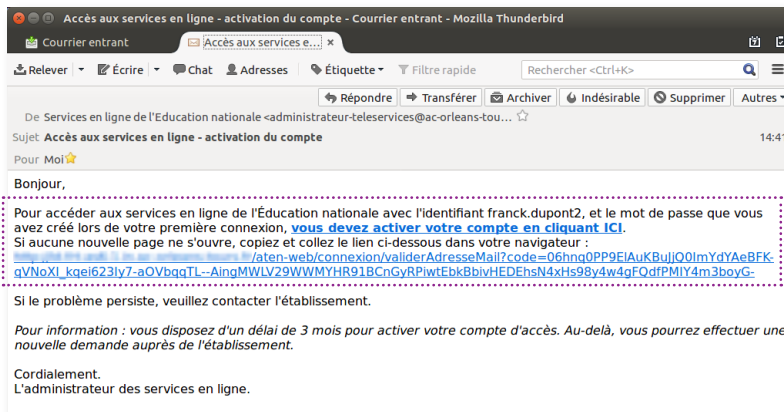 Accès aux services en ligne - activation du compte - Courrier entrant - Mozilla Thunderbird
Courrier entrant Accès aux services e... ×
Relever Écrire Chat Adresses Étiquette Filtre rapide Rechercher <Ctrl+K>
Répondre Transférer Archiver Indésirable Supprimer Autres
De Services en ligne de l'Education nationale <administrateur-teleservices@ac-orleans-tou...
Sujet Accès aux services en ligne - activation du compte 14:41
Pour Moi
Bonjour,
Pour accéder aux services en ligne de l'Éducation nationale avec l'identifiant franck.dupont2, et le mot de passe que vous
avez créé lors de votre première connexion, vous devez activer votre compte en cliquant ICI.
Si aucune nouvelle page ne s'ouvre, copiez et collez le lien ci-dessous dans votre navigateur :
/aten-web/connexion/validerAdresseMail?code=06hnq0PP9ElAuKBuJjQ0ImYdYAeBFK-
qVNoXI_kqei623Iy7-aOVbqqTL--AingMWLV29WWMYHR91BCnGyRPiwtEbkBbivHEDEhsN4xHs98y4w4gFQdfPMIY4m3boyG-
Si le problème persiste, veuillez contacter l'établissement.
Pour information : vous disposez d'un délai de 3 mois pour activer votre compte d'accès. Au-delà, vous pourrez effectuer une
nouvelle demande auprès de l'établissement.
Cordialement.
L'administrateur des services en ligne.